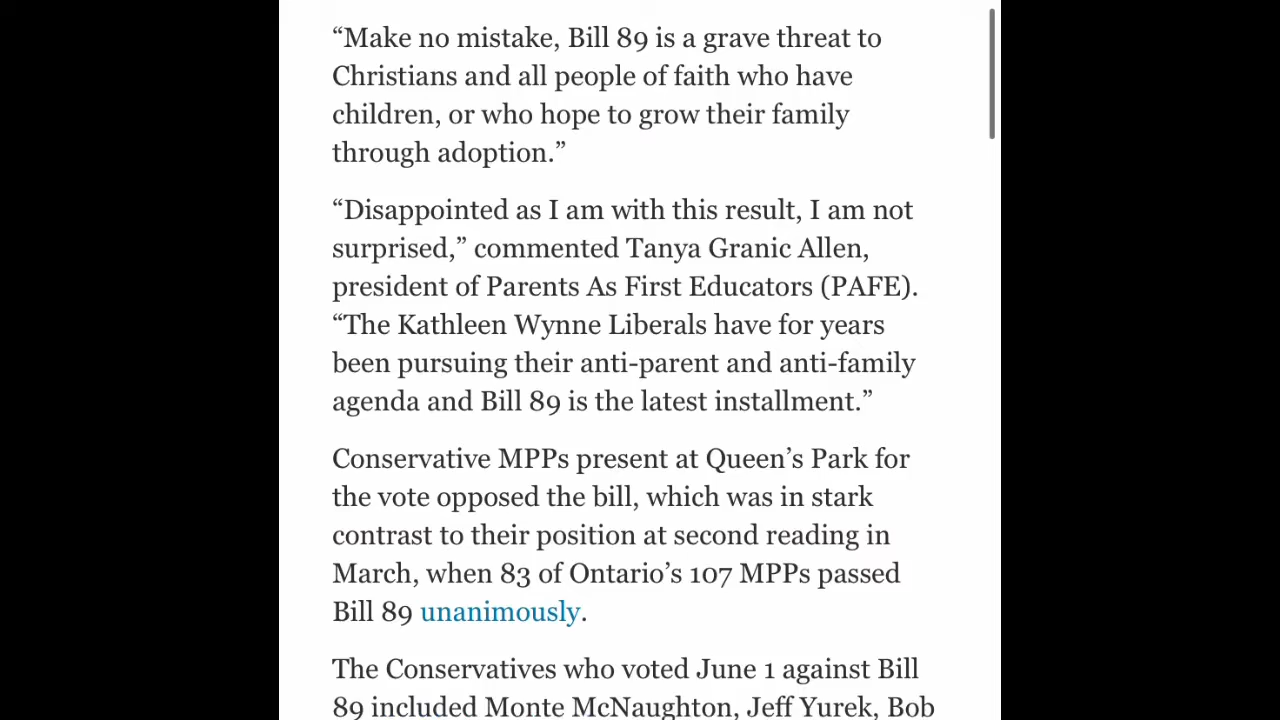 “Make no mistake, Bill 89 is a grave threat to
Christians and all people of faith who have
children, or who hope to grow their family
through adoption.”
“Disappointed as I am with this result, I am not
surprised,” commented Tanya Granic Allen,
president of Parents As First Educators (PAFE).
“The Kathleen Wynne Liberals have for years
been pursuing their anti-parent and anti-family
agenda and Bill 89 is the latest installment.”
Conservative MPPs present at Queen’s Park for
the vote opposed the bill, which was in stark
contrast to their position at second reading in
March, when 83 of Ontario’s 107 MPPs passed
Bill 89 unanimously.
The Conservatives who voted June 1 against Bill
89 included Monte McNaughton, Jeff Yurek, Bob